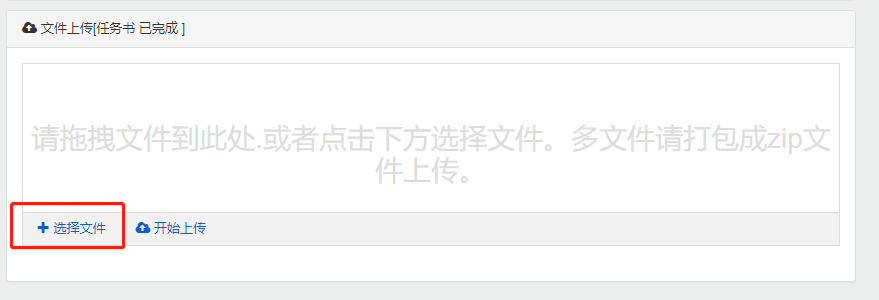 文件上传[任务书 已完成 ]
请拖拽文件到此处.或者点击下方选择文件。多文件请打包成zip文
件上传。
选择文件 开始上传